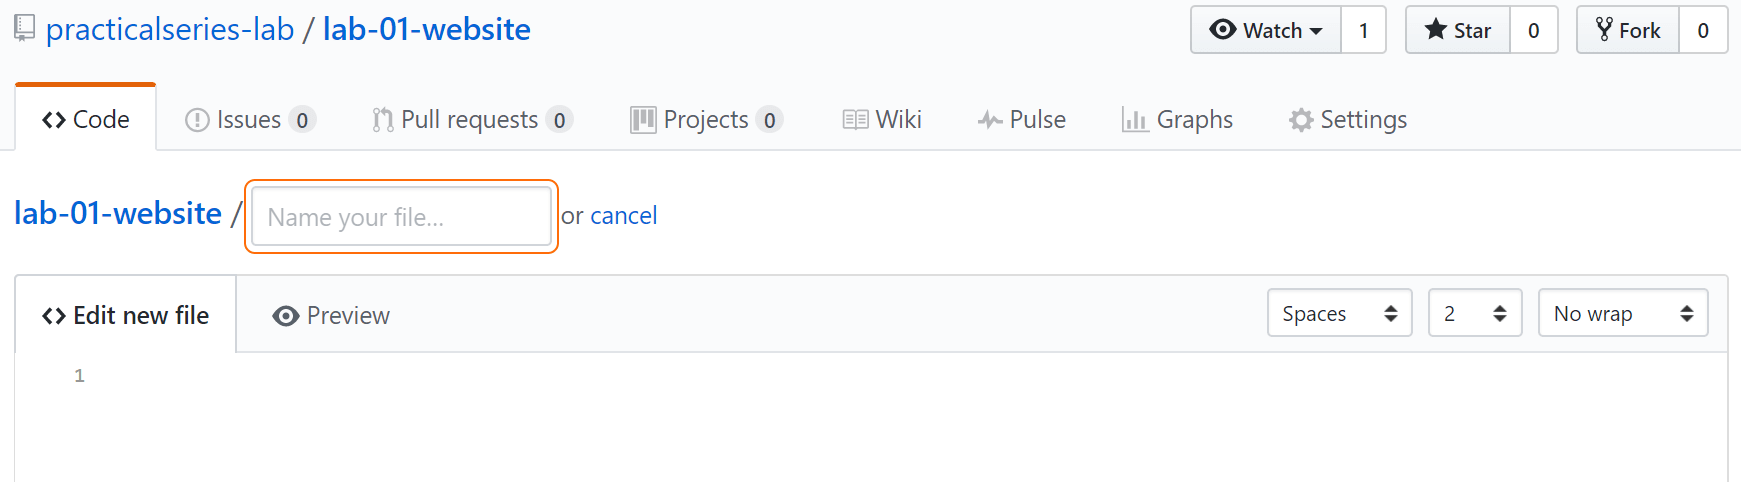 practicalseries-lab / lab-01-website Watch 1 Star 0 Fork 0
Code Issues 0 Pull requests 0 Projects 0 Wiki Pulse Graphs Settings
lab-01-website / Name your file... or cancel
Edit new file Preview Spaces 2 No wrap
1